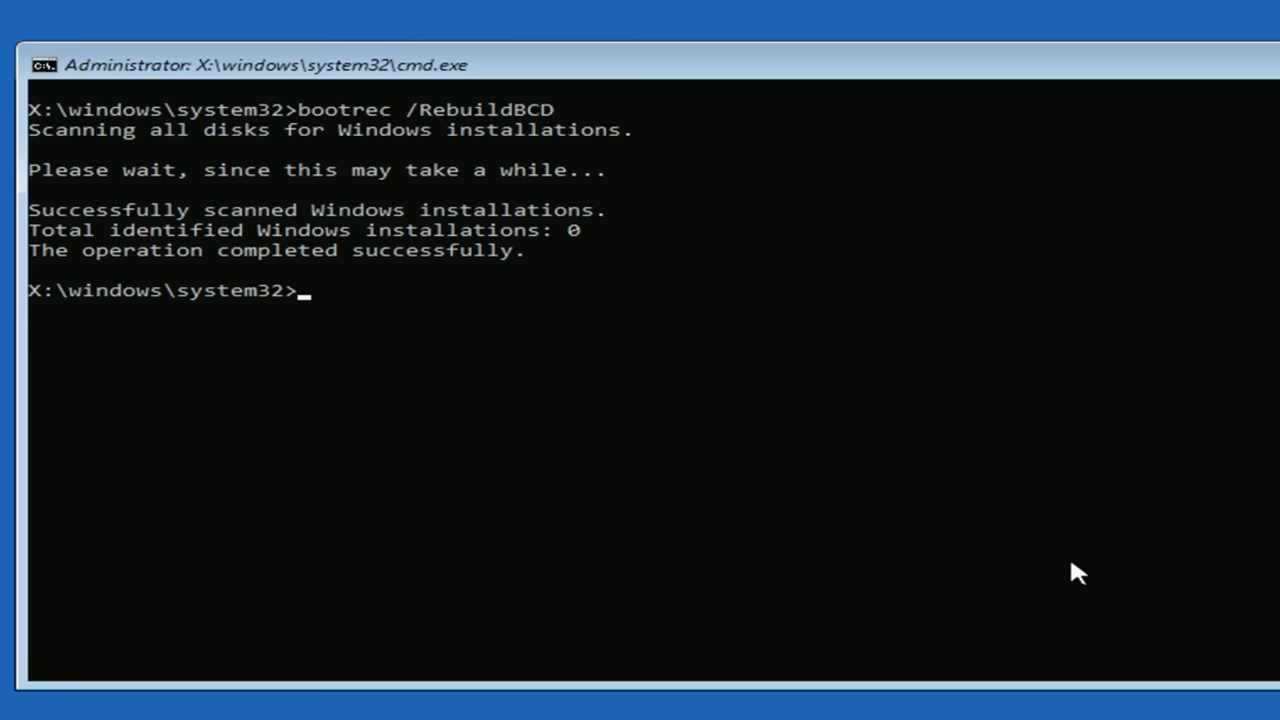 Administrator: X:\windows\system32\cmd.exe
X:\windows\system32>bootrec /RebuildBCD
Scanning all disks for Windows installations.
Please wait, since this may take a while...
Successfully scanned Windows installations.
Total identified Windows installations: 0
The operation completed successfully.
X:\windows\system32>